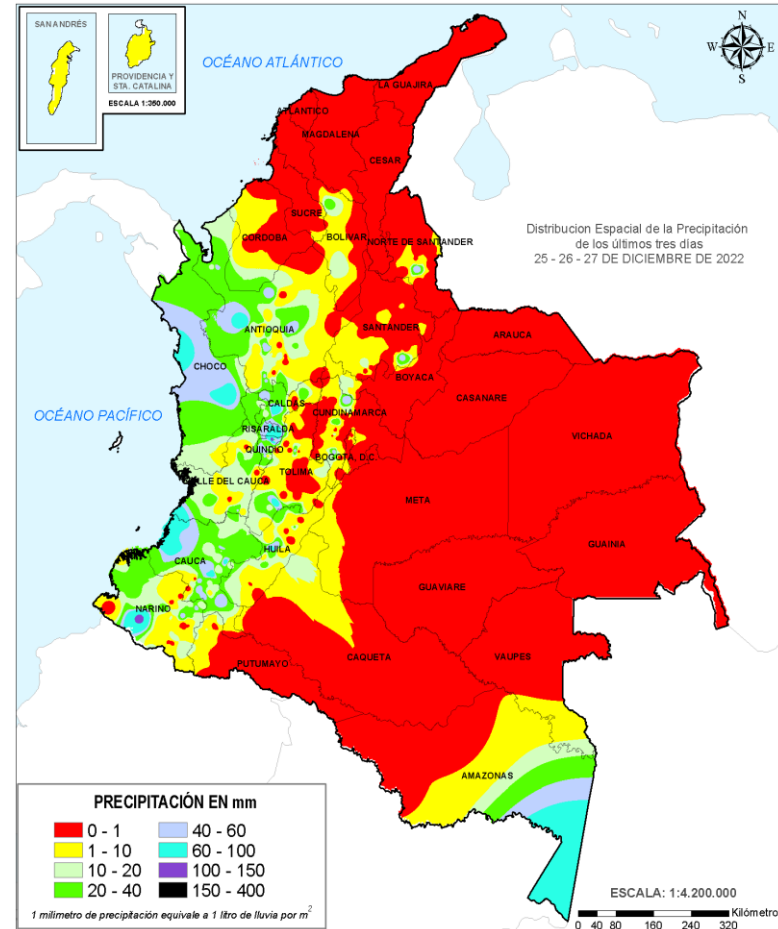 SAN ANDRÉS
PROVIDENCIA Y
STA. CATALINA
ESCALA 1:350.000
OCÉANO ATLÁNTICO
N
W
E
S
LA GUAJIRA
ATLANTICO
MAGDALENA
CESAR
SUCRE
CORDOBA
BOLIVAR
NORTE DE SANTANDER
Distribucion Espacial de la Precipitación
de los últimos tres días
25 - 26 - 27 DE DICIEMBRE DE 2022
ANTIOQUIA
SANTANDER
ARAUCA
CHOCO
BOYACA
CASANARE
OCÉANO PACÍFICO
CALDAS
CUNDINAMARCA
RISARALDA
VICHADA
QUINDIO
BOGOTA, D.C.
TOLIMA
VALLE DEL CAUCA
META
GUAINIA
HUILA
CAUCA
GUAVIARE
NARIÑO
PUTUMAYO
CAQUETA
VAUPES
AMAZONAS
PRECIPITACIÓN EN mm
0 - 1
40 - 60
1 - 10
60 - 100
10 - 20
100 - 150
20 - 40
150 - 400
1 milimetro de precipitación equivale a 1 litro de lluvia por m²
ESCALA: 1:4.200.000
Kilómetro
0 40 80 160 240 320